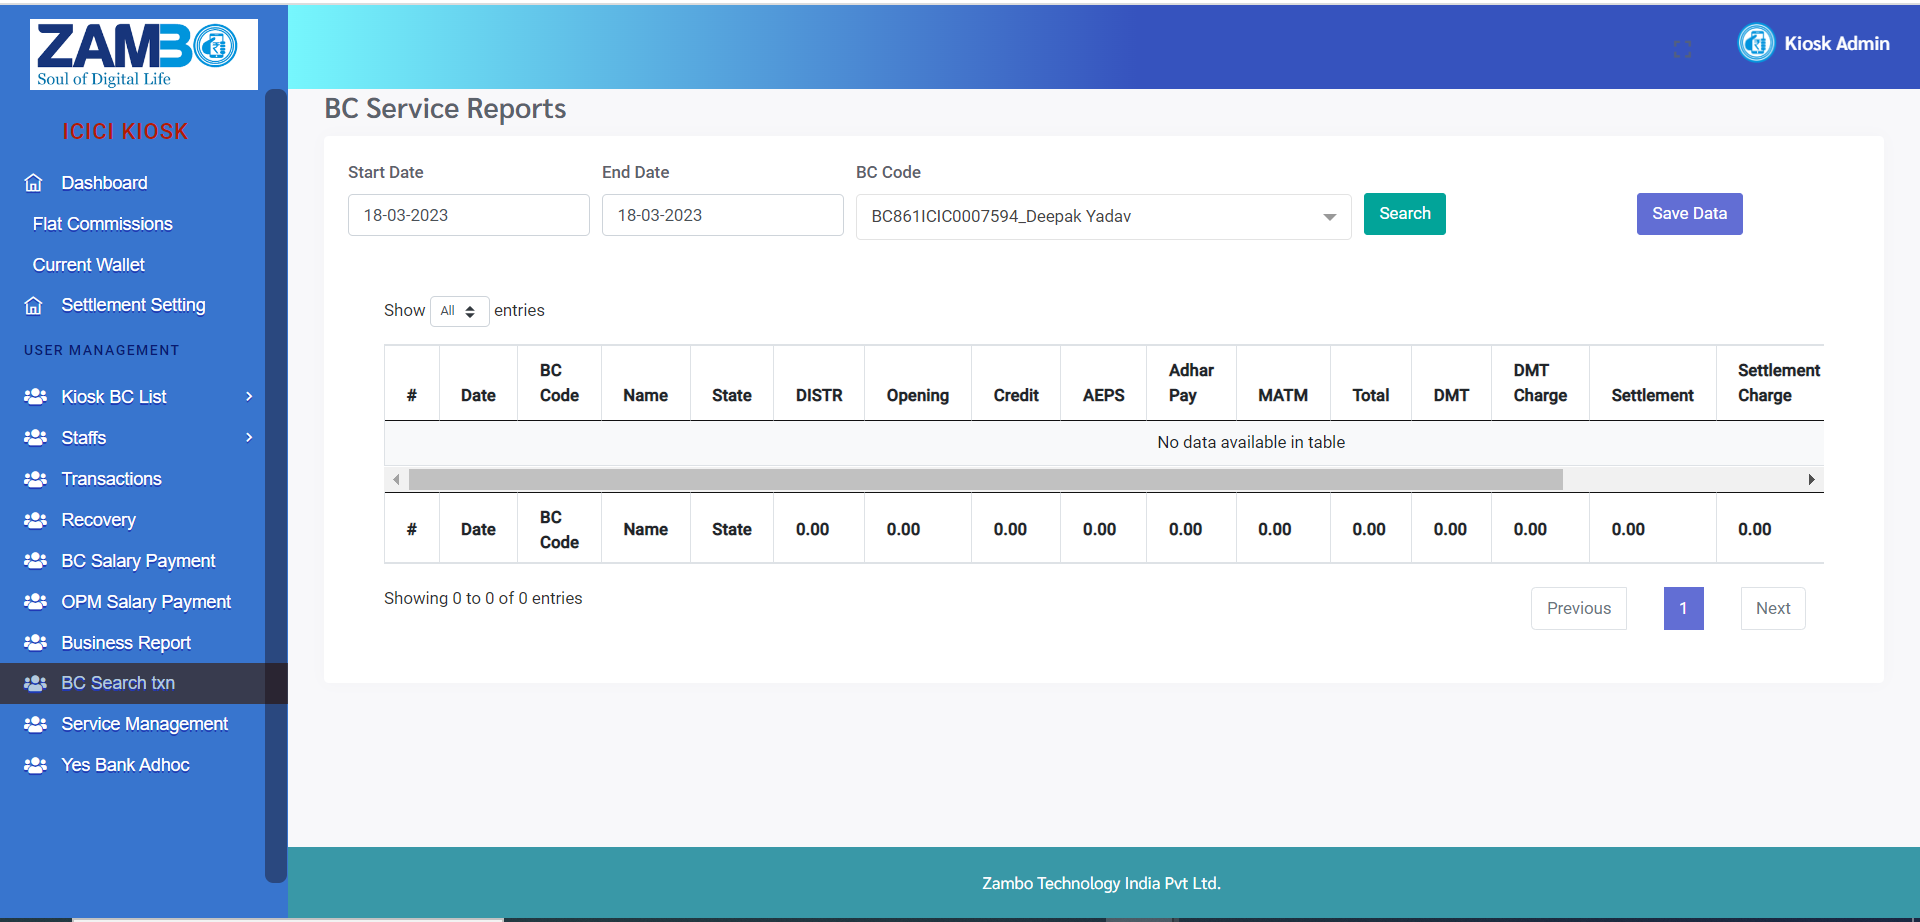 ZAMBO
Soul of Digital Life
Kiosk Admin
ICICI KIOSK
Dashboard
Flat Commissions
Current Wallet
Settlement Setting
USER MANAGEMENT
Kiosk BC List
Staffs
Transactions
Recovery
BC Salary Payment
OPM Salary Payment
Business Report
BC Search txn
Service Management
Yes Bank Adhoc
BC Service Reports
Start Date End Date BC Code
18-03-2023 18-03-2023 BC861ICIC0007594_Deepak Yadav Search Save Data
Show All entries
# Date BC Code Name State DISTR Opening Credit AEPS Adhar Pay MATM Total DMT DMT Charge Settlement Settlement Charge
No data available in table
# Date BC Code Name State 0.00 0.00 0.00 0.00 0.00 0.00 0.00 0.00 0.00 0.00 0.00
Showing 0 to 0 of 0 entries
Previous 1 Next
Zambo Technology India Pvt Ltd.